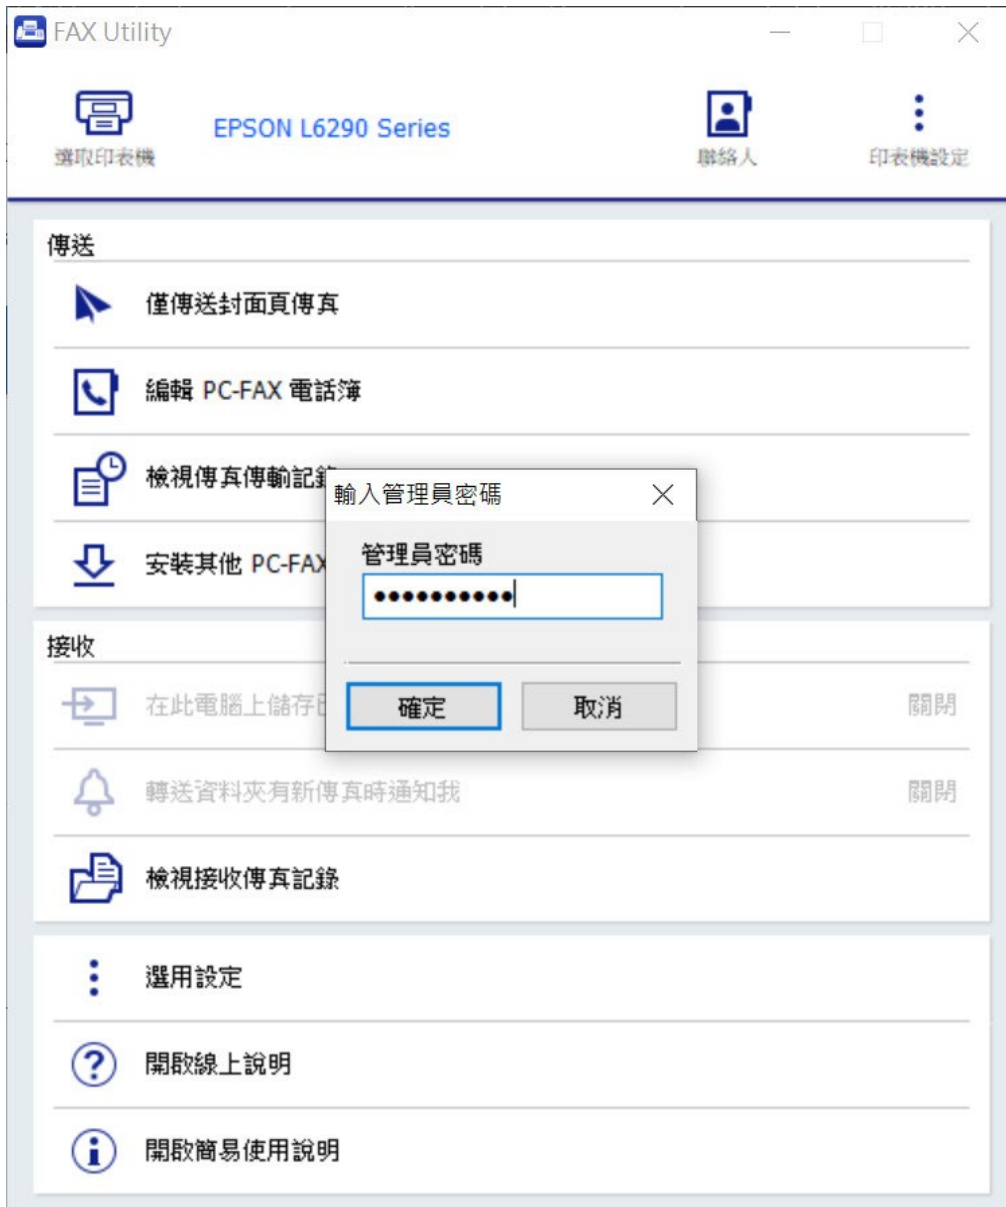 FAX Utility
選取印表機
EPSON L6290 Series
聯絡人
印表機設定
傳送
僅傳送封面頁傳真
編輯 PC-FAX 電話簿
檢視傳真傳輸記錄
安裝其他 PC-FAX
輸入管理員密碼
管理員密碼
••••••••••
確定
取消
接收
在此電腦上儲存
關閉
轉送資料夾有新傳真時通知我
關閉
檢視接收傳真記錄
選用設定
開啟線上說明
開啟簡易使用說明